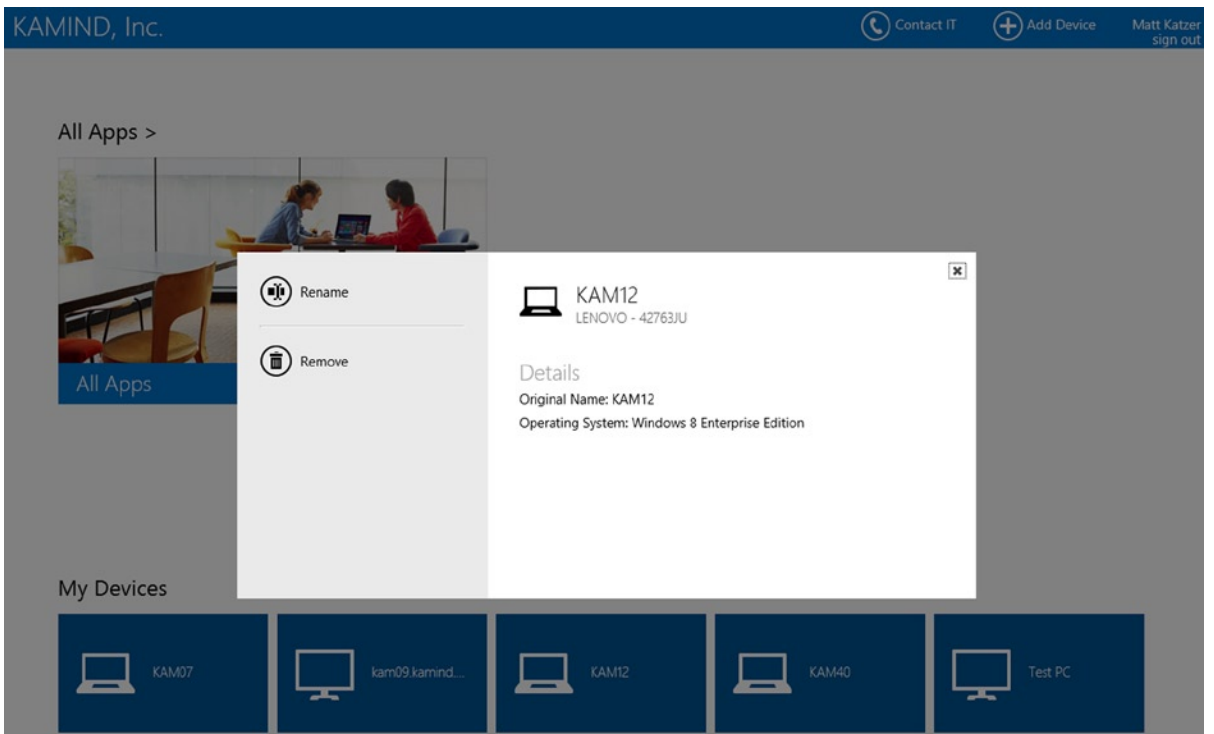 KAMIND, Inc.
Contact IT
Add Device
Matt Katzer
sign out
All Apps >
All Apps
Rename
Remove
KAM12
LENOVO - 42763JU
Details
Original Name: KAM12
Operating System: Windows 8 Enterprise Edition
My Devices
KAM07
kam09.kamind....
KAM12
KAM40
Test PC